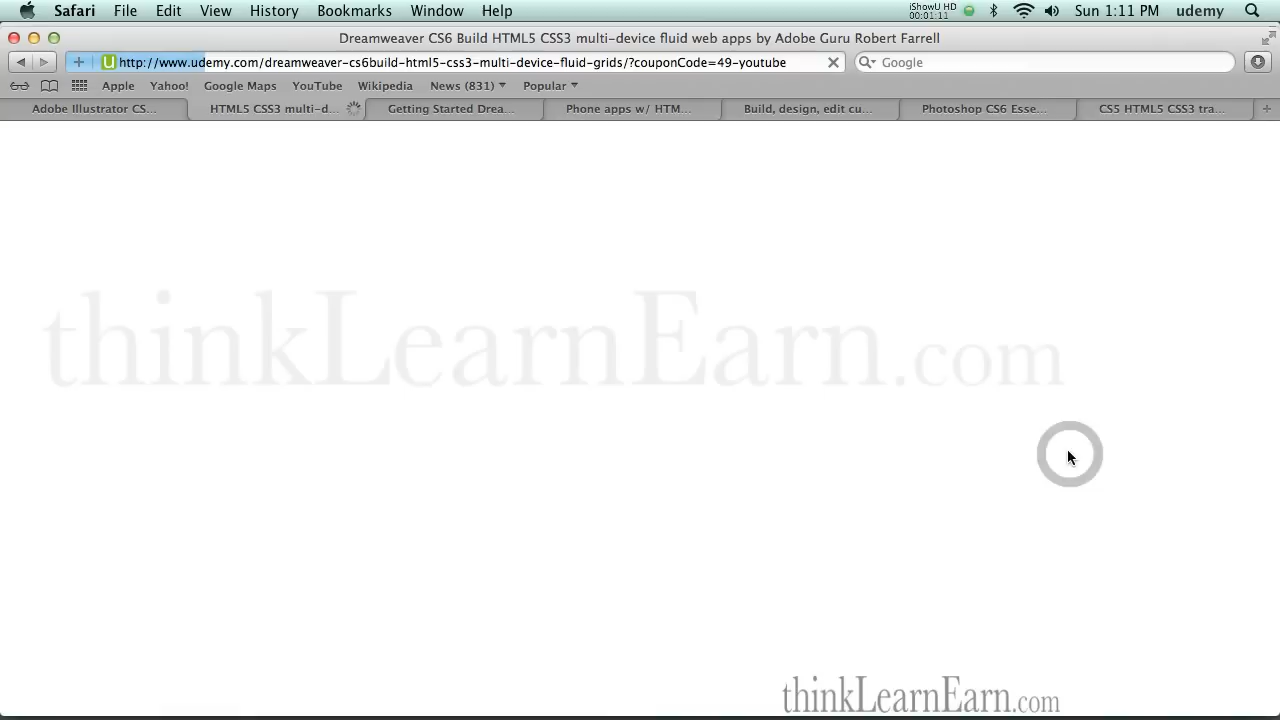 Safari File Edit View History Bookmarks Window Help iShowU HD 00:01:11 Sun 1:11 PM udemy
Dreamweaver CS6 Build HTML5 CSS3 multi-device fluid web apps by Adobe Guru Robert Farrell
http://www.udemy.com/dreamweaver-cs6build-html5-css3-multi-device-fluid-grids/?couponCode=49-youtube Google
Apple Yahoo! Google Maps YouTube Wikipedia News (831) Popular
Adobe Illustrator CS... HTML5 CSS3 multi-d... Getting Started Drea... Phone apps w/ HTM... Build, design, edit cu... Photoshop CS6 Esse... CS5 HTML5 CSS3 tra...
thinkLearnEarn.com
thinkLearnEarn.com